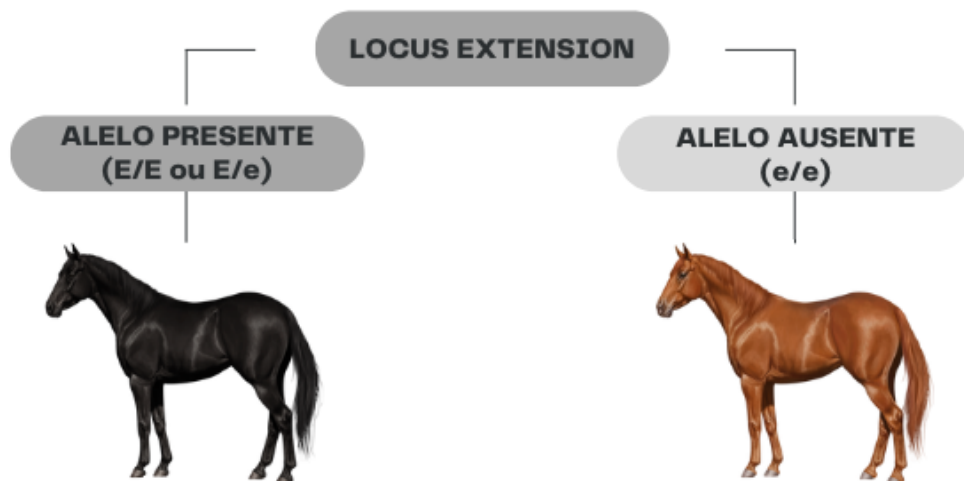 LOCUS EXTENSION
ALELO PRESENTE
(E/E ou E/e)
ALELO AUSENTE
(e/e)